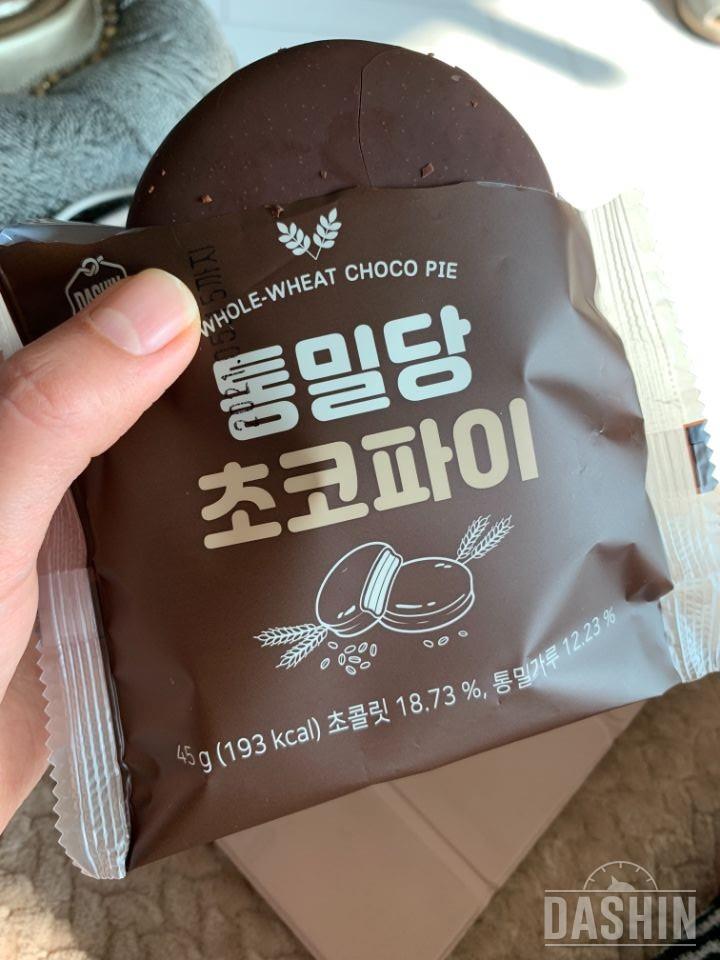 DASHIN
WHOLE-WHEAT CHOCO PIE
통밀당
초코파이
45 g (193 kcal) 초콜릿 18.73 %, 통밀가루 12.23 %
DASHIN